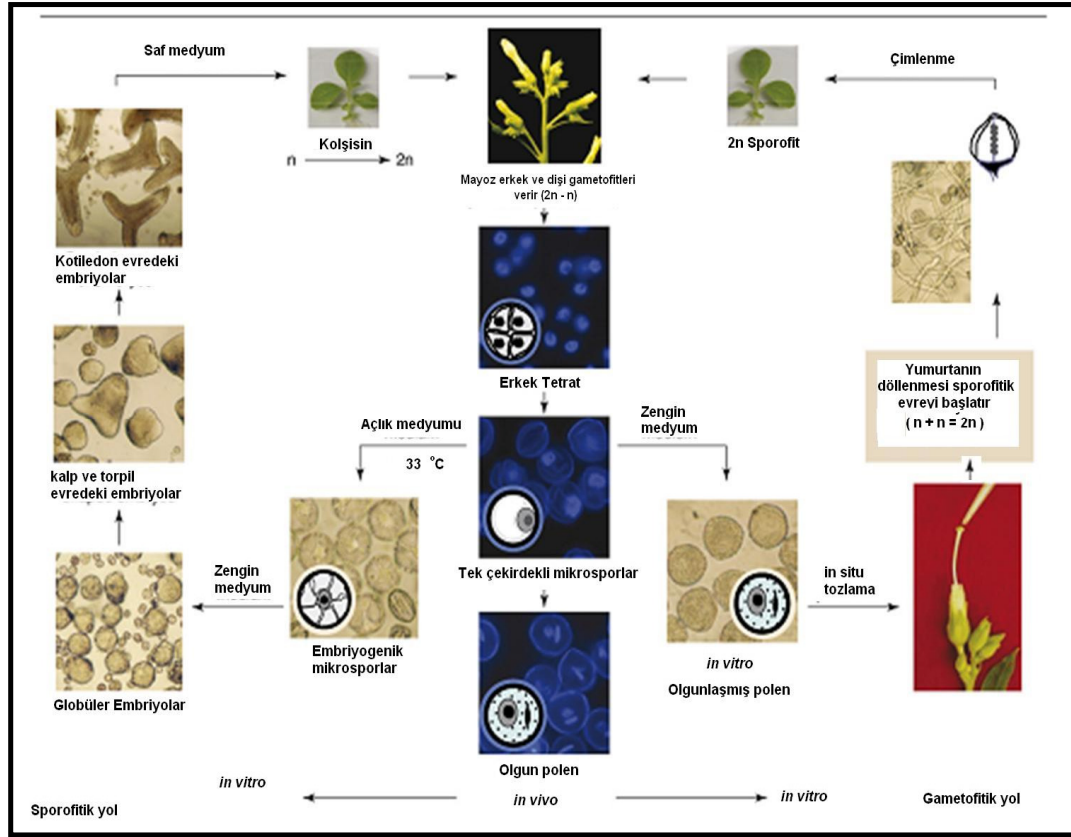 Saf medyum
Çimlenme
Kolşisin
n
2n
2n Sporofit
Mayoz erkek ve dişi gametofitleri
verir (2n - n)
Kotiledon evredeki
embriyolar
Erkek Tetrat
Yumurtanın
döllenmesi sporofitik
evreyi başlatır
( n + n = 2n )
Açlık medyumu
33 °C
Zengin
medyum
kalp ve torpil
evredeki embriyolar
Tek çekirdekli mikrosporlar
Zengin
medyum
in situ
tozlama
Embriyogenik
mikrosporlar
in vitro
Olgunlaşmış polen
Globüler Embriyolar
Olgun polen
in vitro
in vivo
in vitro
Sporofitik yol
Gametofitik yol